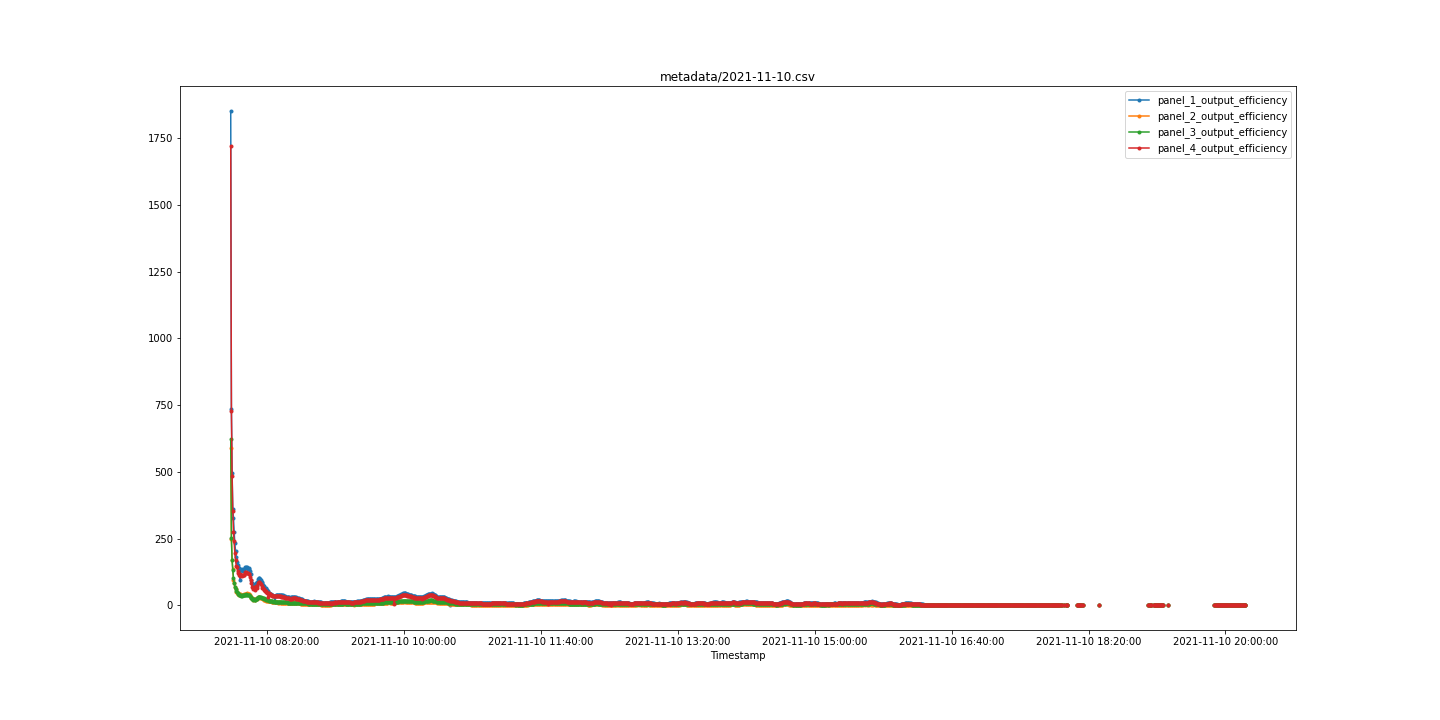 metadata/2021-11-10.csv
panel_1_output_efficiency
panel_2_output_efficiency
panel_3_output_efficiency
panel_4_output_efficiency
1750
1500
1250
1000
750
500
250
0
2021-11-10 08:20:00 2021-11-10 10:00:00 2021-11-10 11:40:00 2021-11-10 13:20:00 2021-11-10 15:00:00 2021-11-10 16:40:00 2021-11-10 18:20:00 2021-11-10 20:00:00
Timestamp